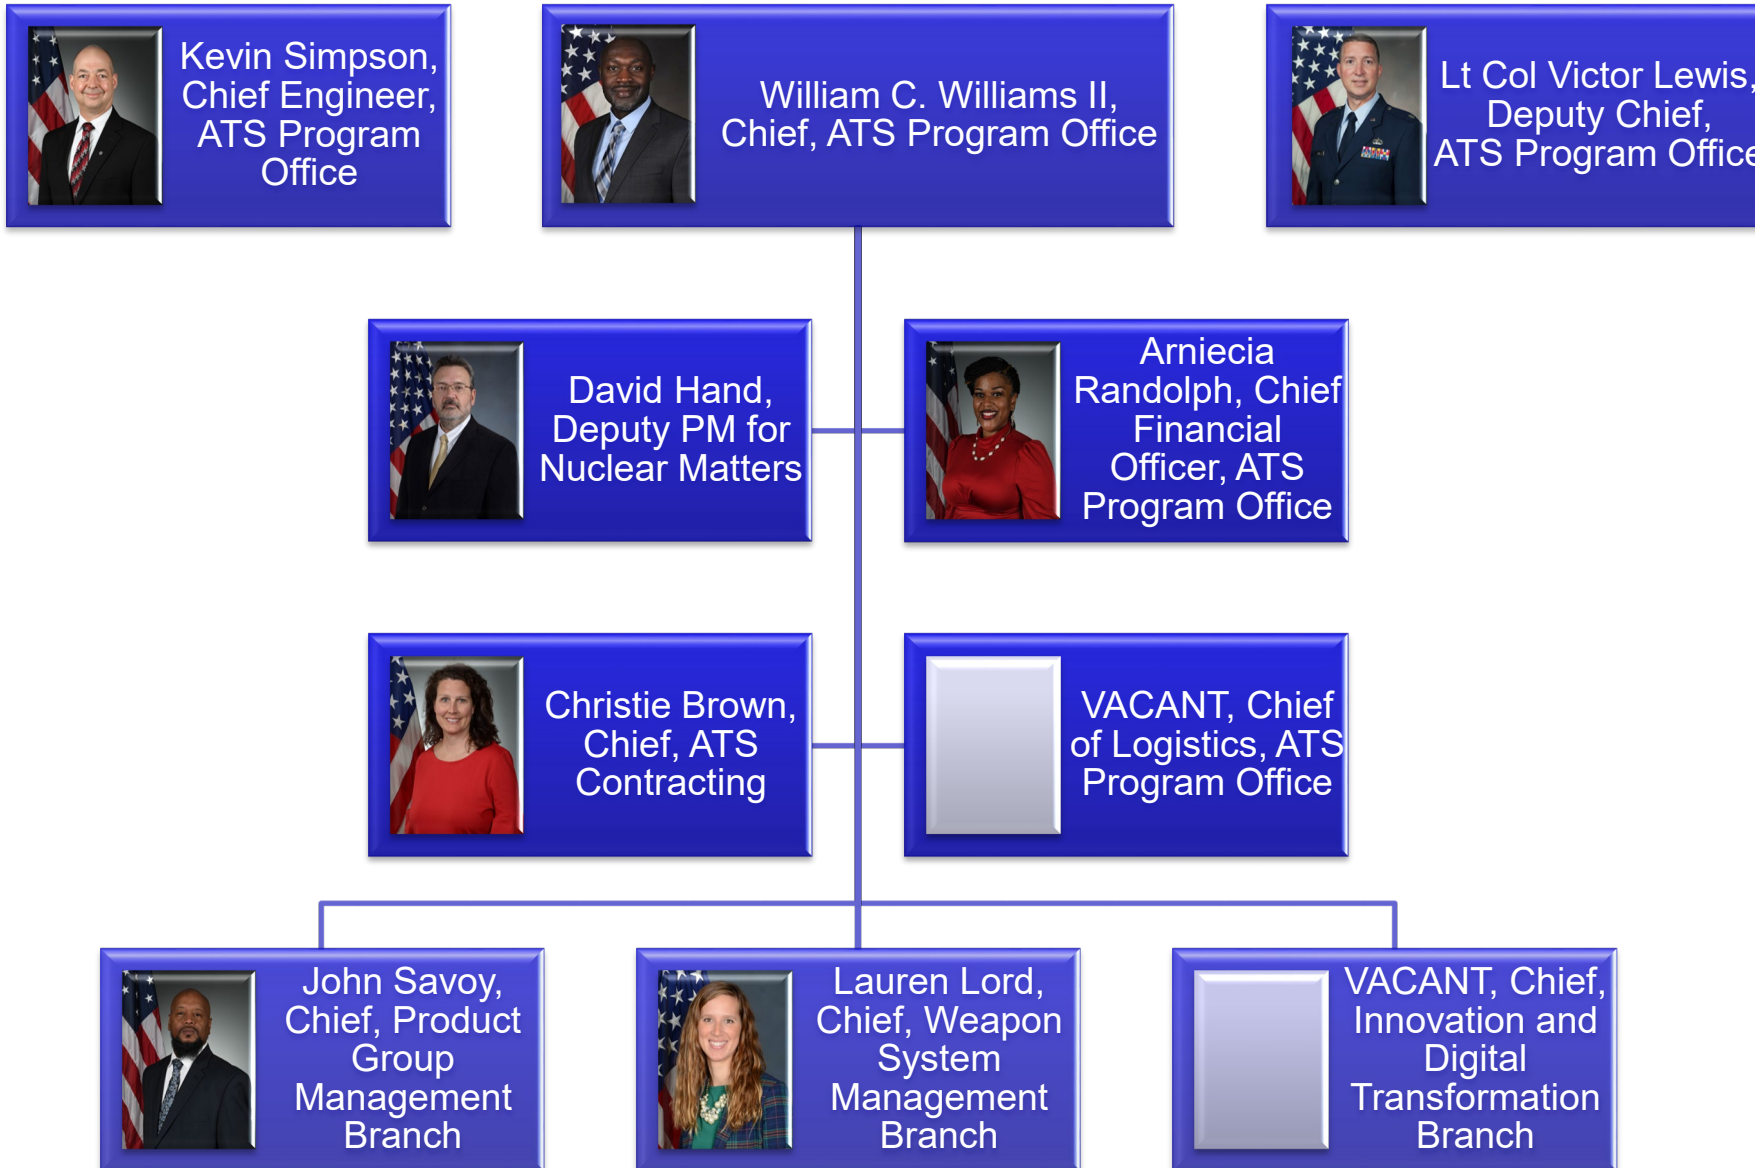 Kevin Simpson,
Chief Engineer,
ATS Program
Office
William C. Williams II,
Chief, ATS Program Office
Lt Col Victor Lewis,
Deputy Chief,
ATS Program Office
David Hand,
Deputy PM for
Nuclear Matters
Arniecia
Randolph, Chief
Financial
Officer, ATS
Program Office
Christie Brown,
Chief, ATS
Contracting
VACANT, Chief
of Logistics, ATS
Program Office
John Savoy,
Chief, Product
Group
Management
Branch
Lauren Lord,
Chief, Weapon
System
Management
Branch
VACANT, Chief,
Innovation and
Digital
Transformation
Branch